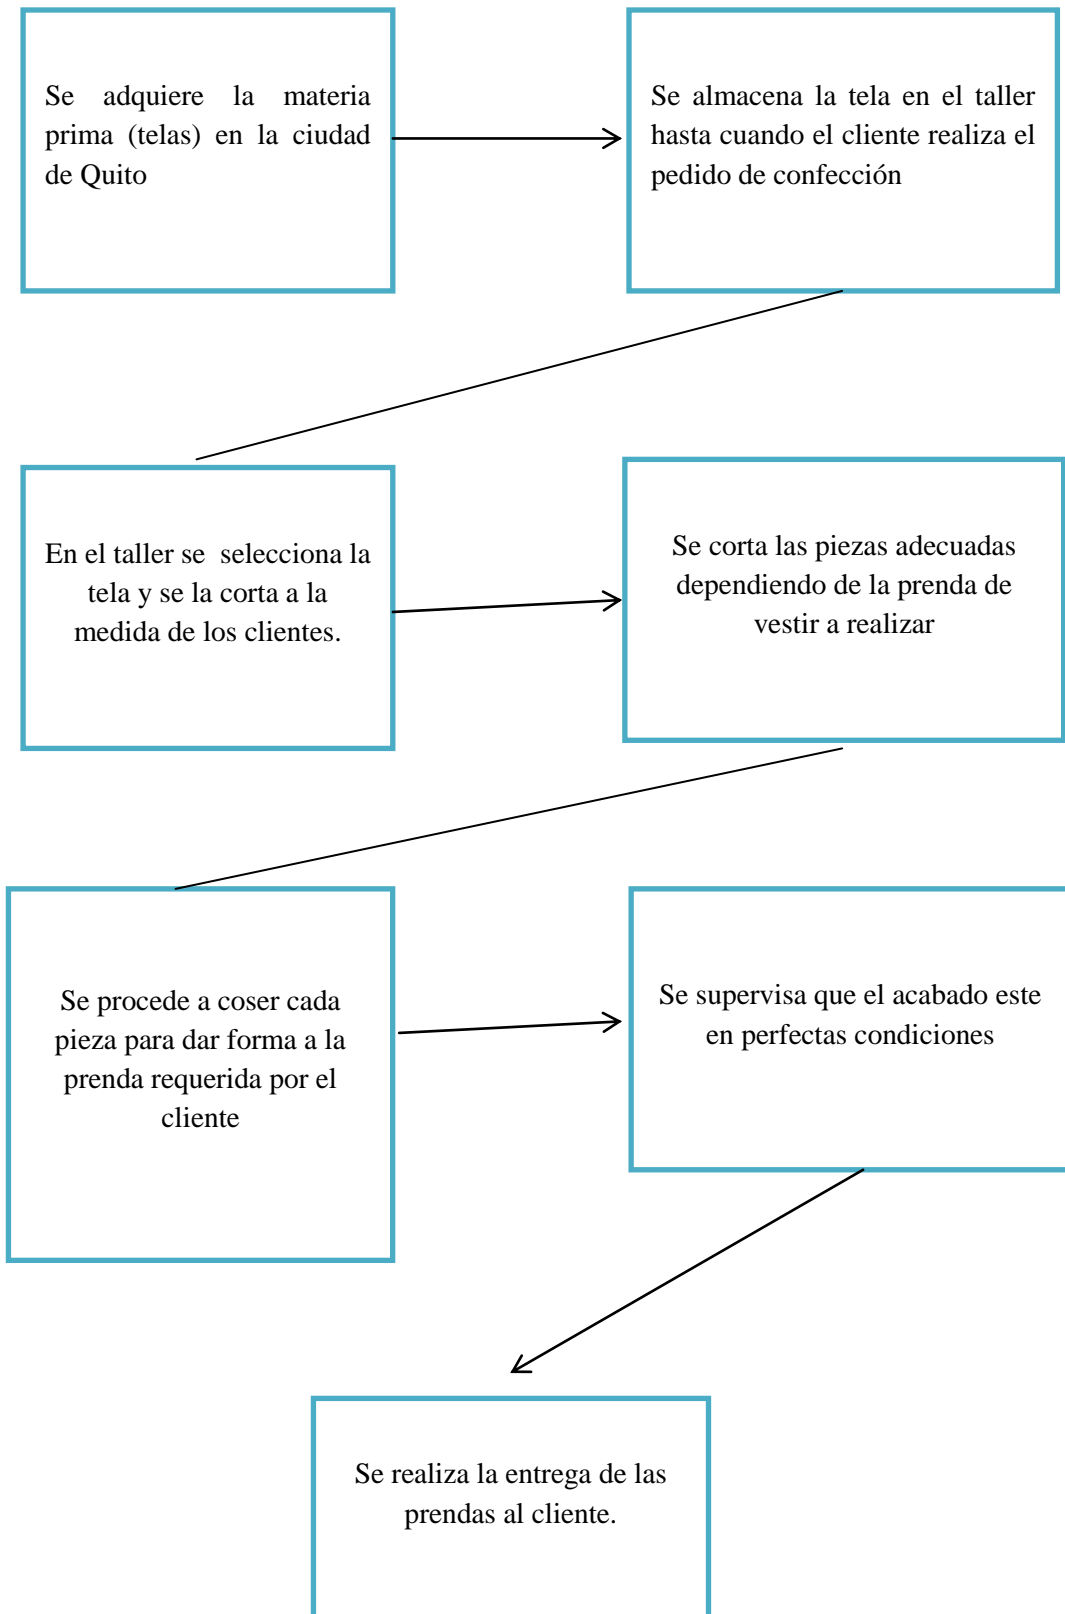 Se adquiere la materia
prima (telas) en la ciudad
de Quito
Se almacena la tela en el taller
hasta cuando el cliente realiza el
pedido de confección
En el taller se  selecciona la
tela y se la corta a la
medida de los clientes.
Se corta las piezas adecuadas
dependiendo de la prenda de
vestir a realizar
Se procede a coser cada
pieza para dar forma a la
prenda requerida por el
cliente
Se supervisa que el acabado este
en perfectas condiciones
Se realiza la entrega de las
prendas al cliente.